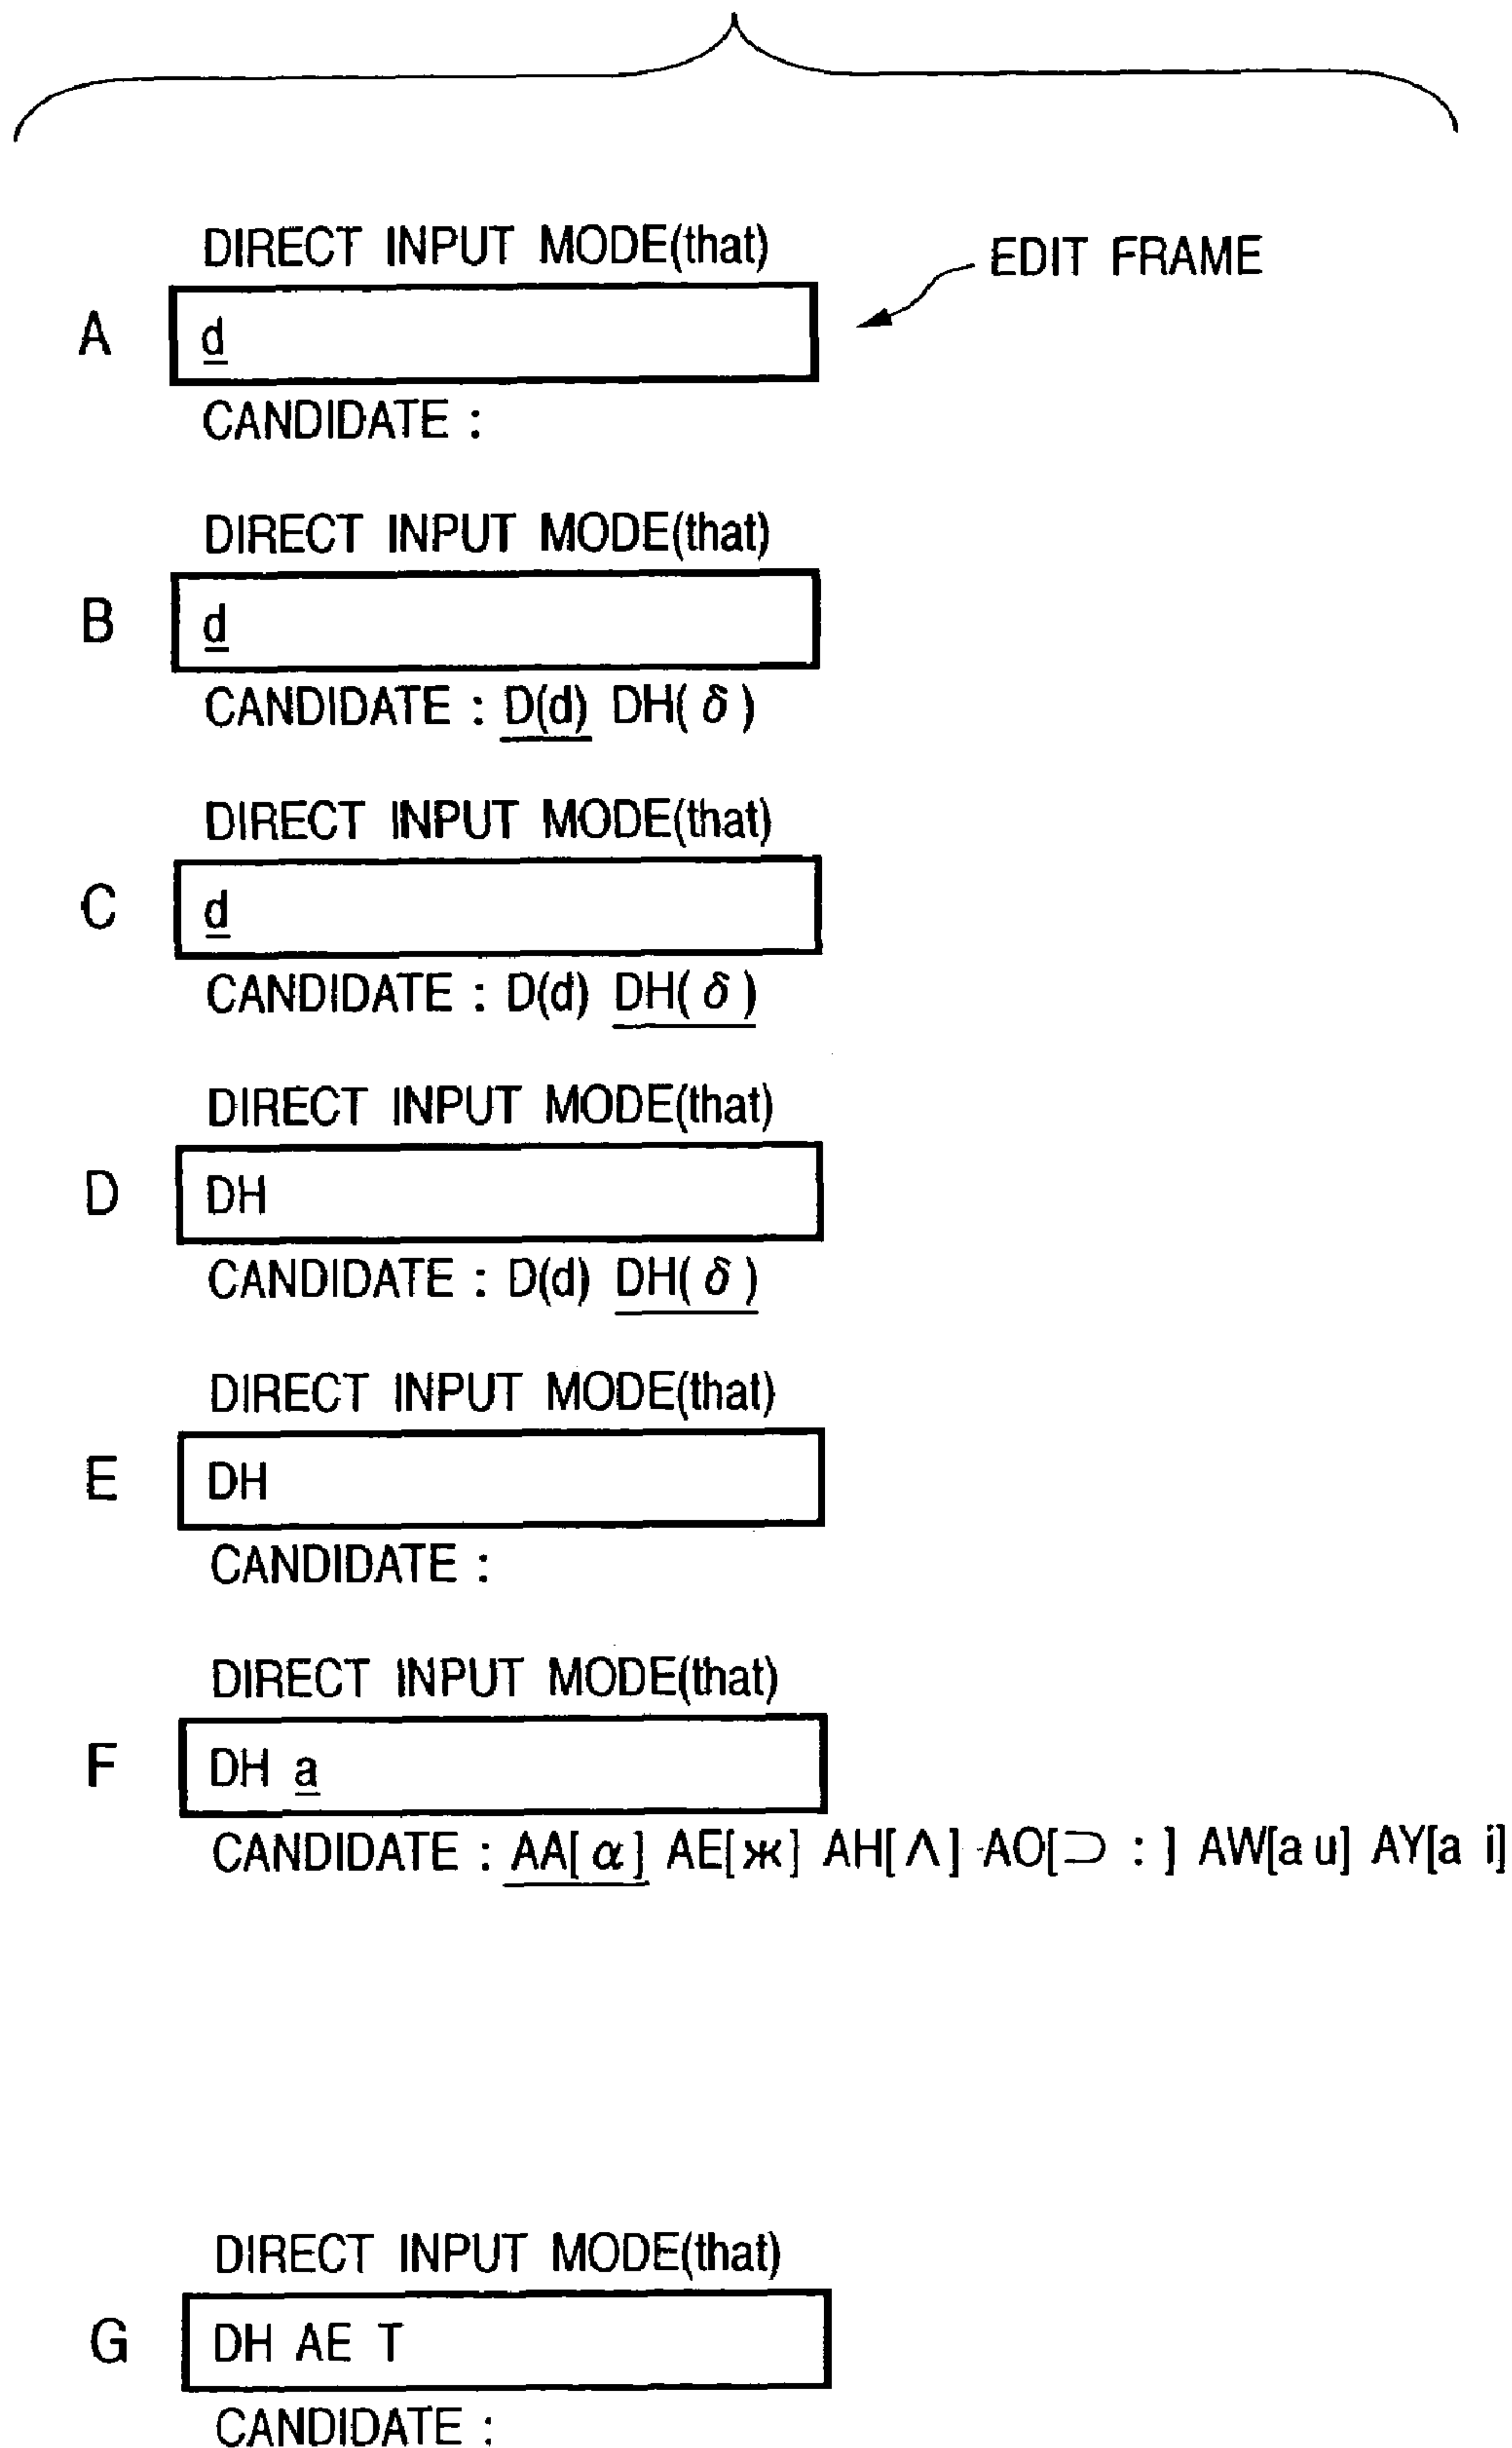 DIRECT INPUT MODE(that)
EDIT FRAME
A
d
CANDIDATE :
DIRECT INPUT MODE(that)
B
d
CANDIDATE : D(d) DH( δ )
DIRECT INPUT MODE(that)
C
d
CANDIDATE : D(d) DH( δ )
DIRECT INPUT MODE(that)
D
DH
CANDIDATE : D(d) DH( δ )
DIRECT INPUT MODE(that)
E
DH
CANDIDATE :
DIRECT INPUT MODE(that)
F
DH a
CANDIDATE : AA[ α ] AE[ж] AH[Λ] AO[⊃ : ] AW[a u] AY[a i]
DIRECT INPUT MODE(that)
G
DH AE T
CANDIDATE :